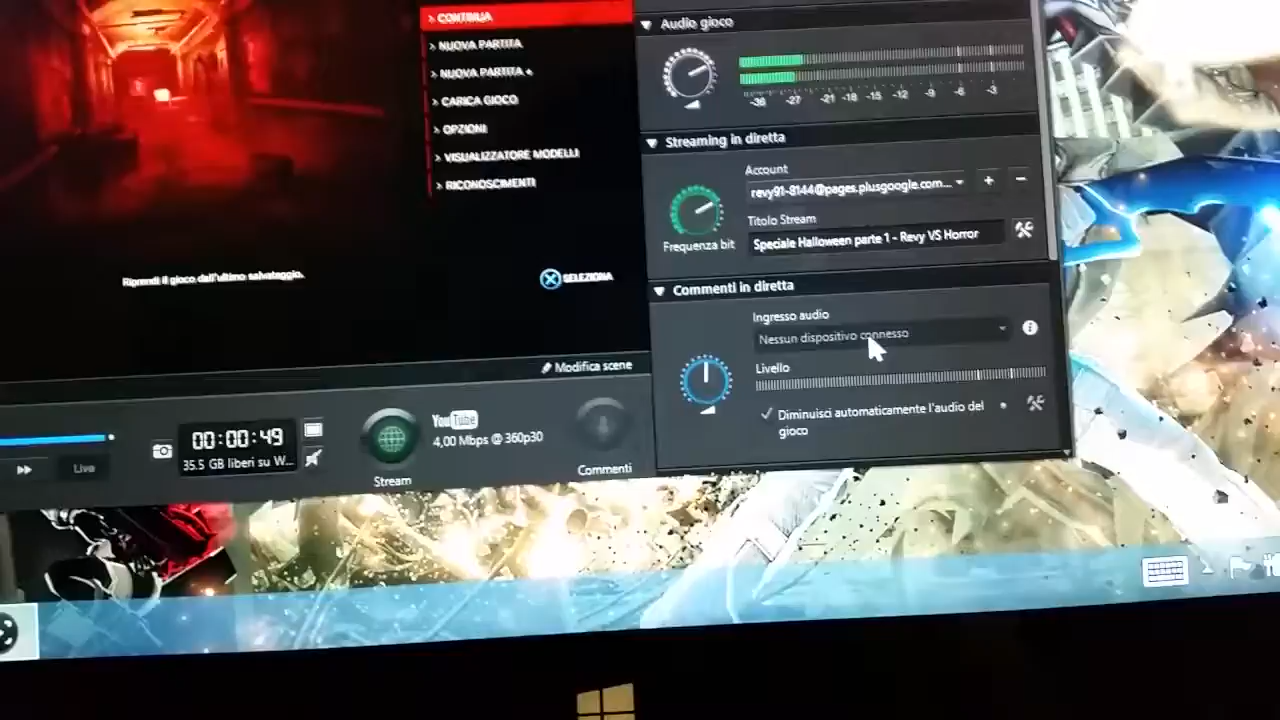 > CONTINUA
> NUOVA PARTITA
> NUOVA PARTITA +
> CARICA GIOCO
> OPZIONI
> VISUALIZZATORE MODELLI
> RICONOSCIMENTI
Riprendi il gioco dall'ultimo salvataggio.
SELEZIONA
Audio gioco
-36 -27 -21 -18 -15 -12 -9 -6 -3
Streaming in diretta
Account
revy91-8144@pages.plusgoogle.com...
Titolo Stream
Speciale Halloween parte 1 - Revy VS Horror
Frequenza bit
Commenti in diretta
Ingresso audio
Nessun dispositivo connesso
Livello
Diminuisci automaticamente l'audio del
gioco
Modifica scene
Live
00:00:49
35.5 GB liberi su W...
YouTube
4,00 Mbps @ 360p30
Stream
Commenti